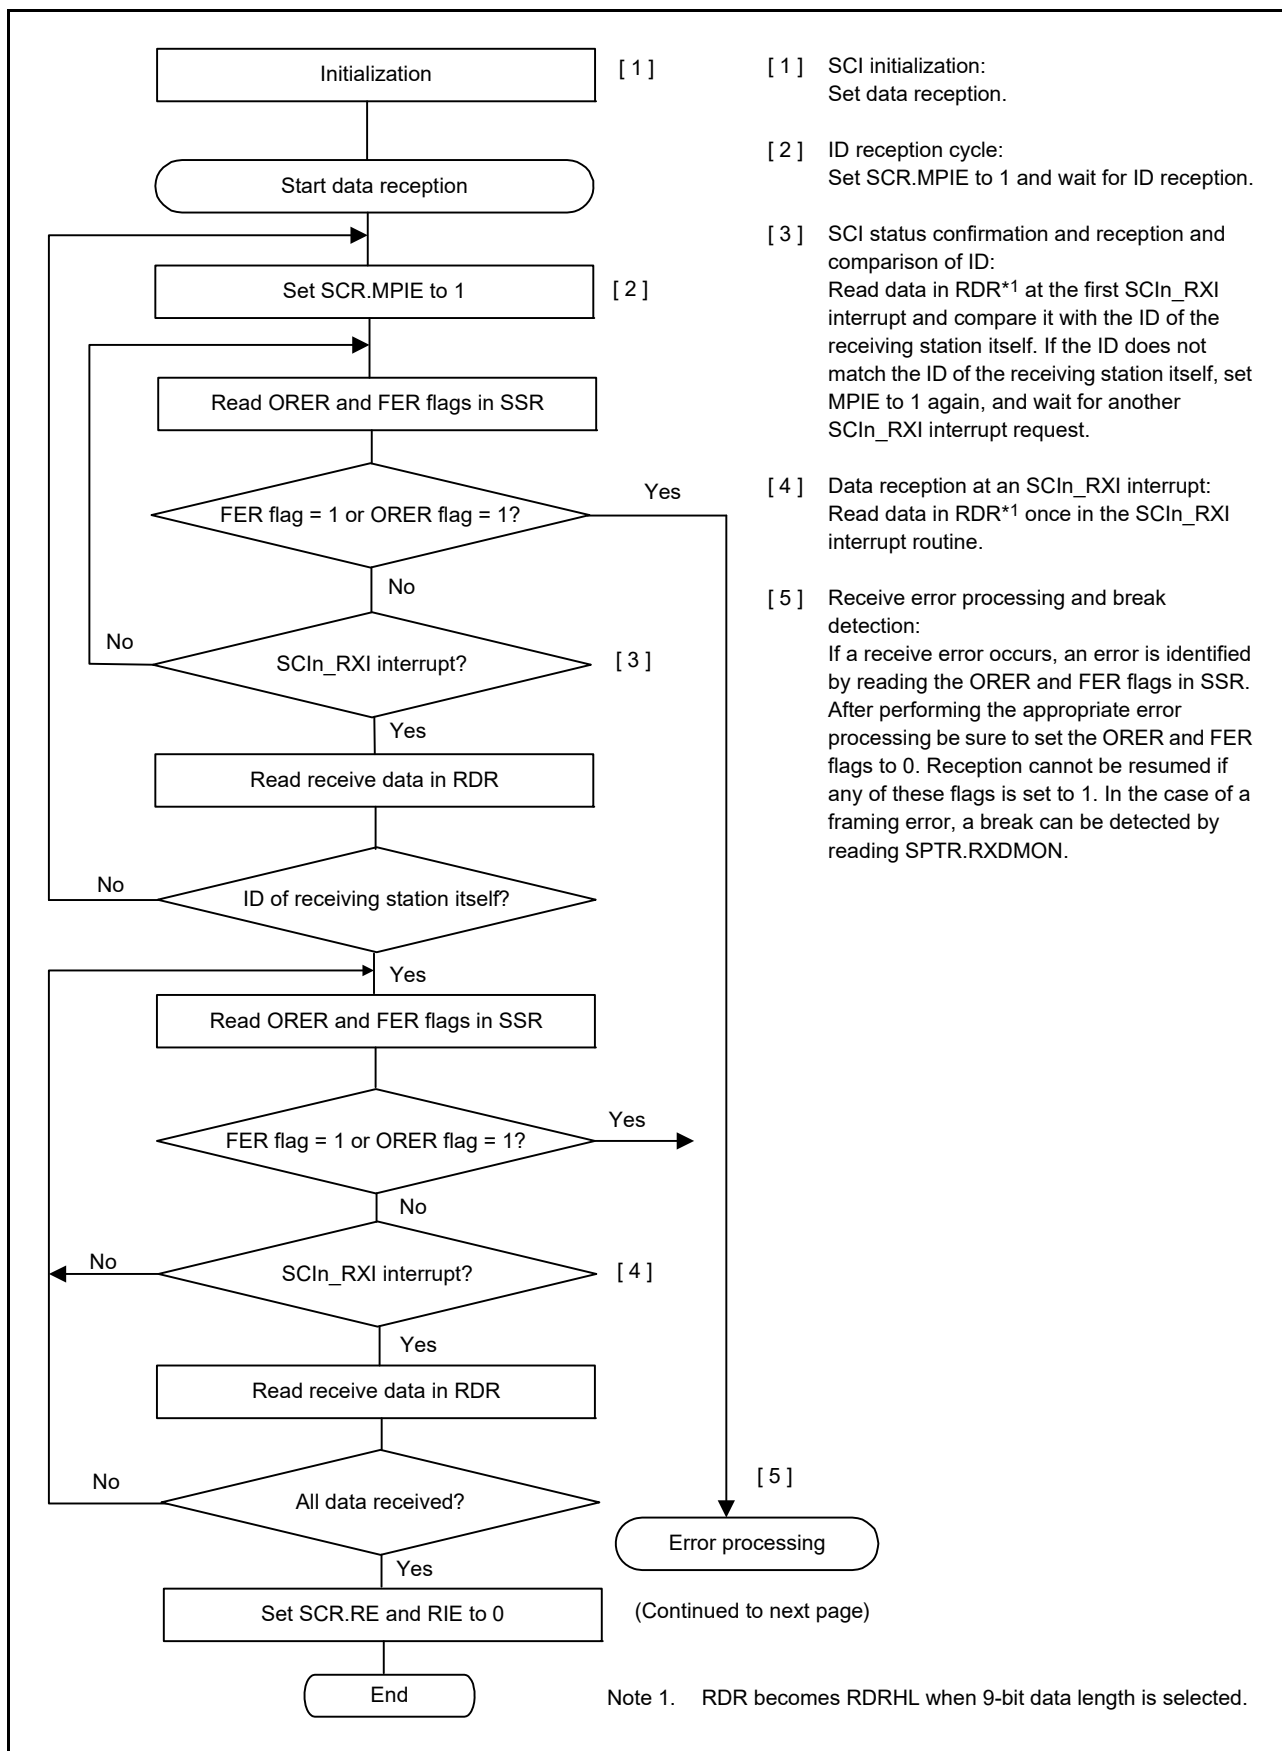 Initialization
[ 1 ]
Start data reception
Set SCR.MPIE to 1
[ 2 ]
Read ORER and FER flags in SSR
FER flag = 1 or ORER flag = 1?
Yes
No
No
SCIn_RXI interrupt?
[ 3 ]
Yes
Read receive data in RDR
No
ID of receiving station itself?
Yes
Read ORER and FER flags in SSR
FER flag = 1 or ORER flag = 1?
Yes
No
No
SCIn_RXI interrupt?
[ 4 ]
Yes
Read receive data in RDR
No
All data received?
Yes
Set SCR.RE and RIE to 0
End
[ 5 ]
Error processing
(Continued to next page)
[ 1 ] SCI initialization:
Set data reception.
[ 2 ] ID reception cycle:
Set SCR.MPIE to 1 and wait for ID reception.
[ 3 ] SCI status confirmation and reception and
comparison of ID:
Read data in RDR*1 at the first SCIn_RXI
interrupt and compare it with the ID of the
receiving station itself. If the ID does not
match the ID of the receiving station itself, set
MPIE to 1 again, and wait for another
SCIn_RXI interrupt request.
[ 4 ] Data reception at an SCIn_RXI interrupt:
Read data in RDR*1 once in the SCIn_RXI
interrupt routine.
[ 5 ] Receive error processing and break
detection:
If a receive error occurs, an error is identified
by reading the ORER and FER flags in SSR.
After performing the appropriate error
processing be sure to set the ORER and FER
flags to 0. Reception cannot be resumed if
any of these flags is set to 1. In the case of a
framing error, a break can be detected by
reading SPTR.RXDMON.
Note 1. RDR becomes RDRHL when 9-bit data length is selected.